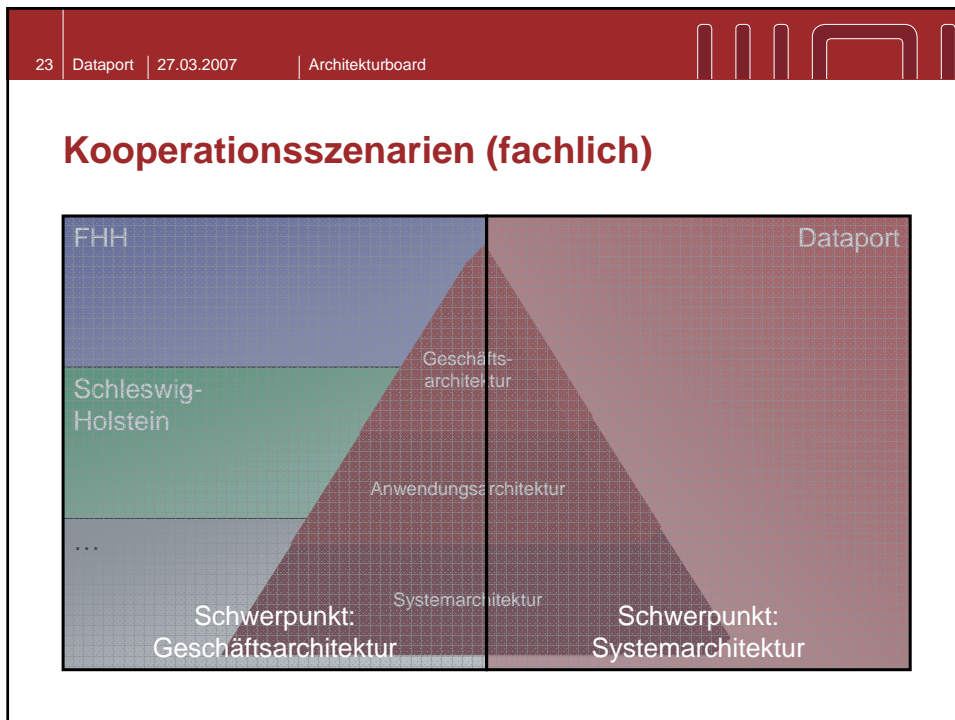 23 Dataport 27.03.2007 Architekturboard
Kooperationsszenarien (fachlich)
FHH
Dataport
Geschäfts-
architektur
Schleswig-
Holstein
Anwendungsarchitektur
...
Systemarchitektur
Schwerpunkt:
Geschäftsarchitektur
Schwerpunkt:
Systemarchitektur